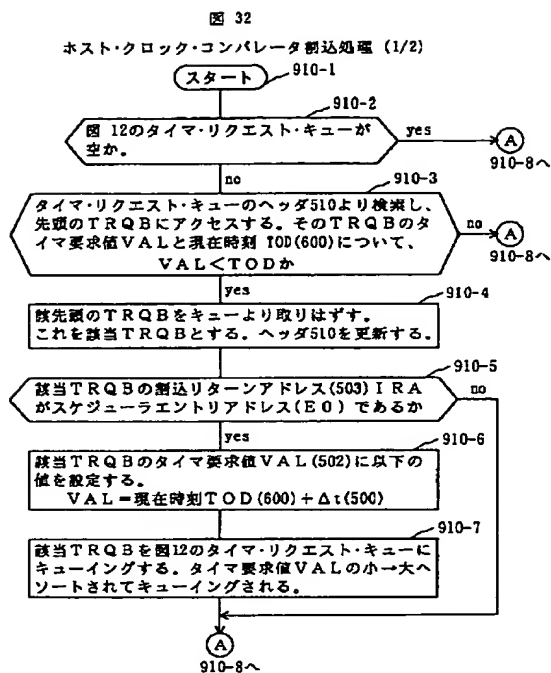 図 32
ホスト・クロック・コンパレータ割込処理 (1/2)
スタート
910-1
910-2
図 12のタイマ・リクエスト・キューが
空か。
yes
A
910-8へ
no
910-3
タイマ・リクエスト・キューのヘッダ510より検索し、
先頭のTRQBにアクセスする。そのTRQBのタ
イマ要求値VALと現在時刻 TOD(600)について、
VAL<TODか
no
A
910-8へ
yes
910-4
該先頭のTRQBをキューより取りはずす。
これを該当TRQBとする。ヘッダ510を更新する。
910-5
該当TRQBの割込リターンアドレス(503)IRA
がスケジューラエントリアドレス(E0)であるか
no
yes
910-6
該当TRQBのタイマ要求値VAL(502)に以下の
値を設定する。
VAL=現在時刻TOD(600)+Δt(500)
910-7
該当TRQBを図12のタイマ・リクエスト・キューに
キューイングする。タイマ要求値VALの小→大へ
ソートされてキューイングされる。
A
910-8へ